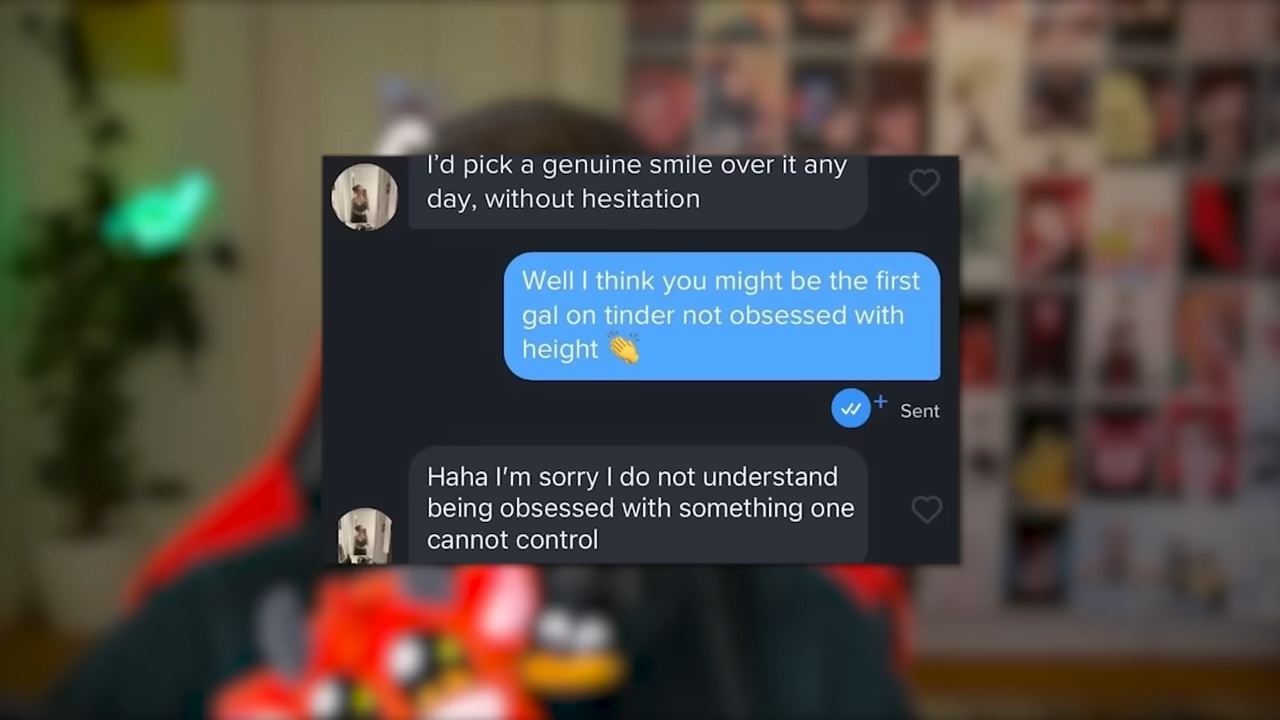 I’d pick a genuine smile over it any
day, without hesitation
Well I think you might be the first
gal on tinder not obsessed with
height 👏
Sent
Haha I'm sorry I do not understand
being obsessed with something one
cannot control